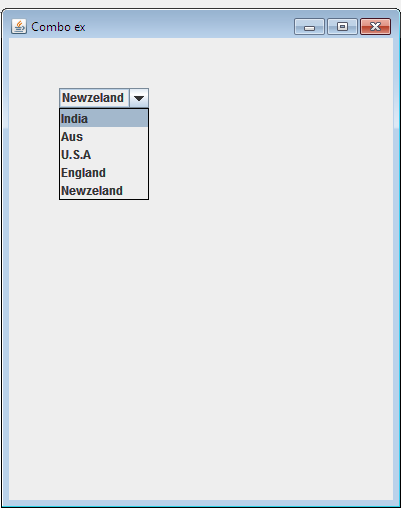 Combo ex
Newzeland
India
Aus
U.S.A
England
Newzeland